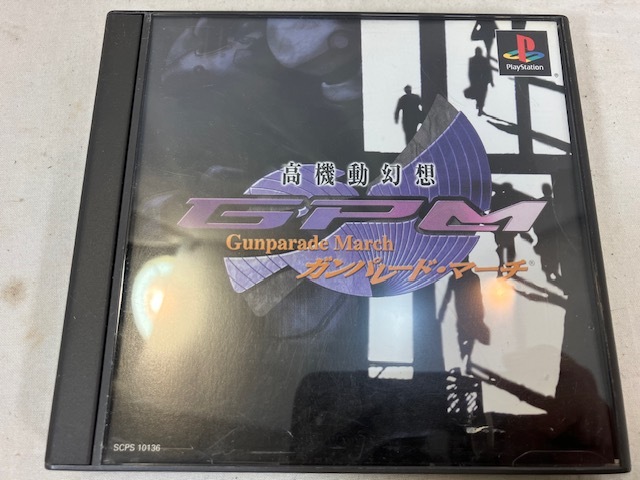 PlayStation
高機動幻想
GPM
Gunparade March
ガンパレード・マーチ®
SCPS 10136